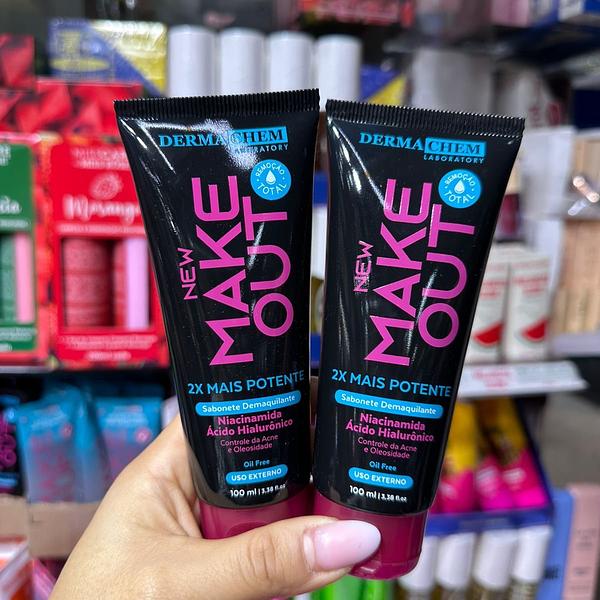 DERMACHEM
LABORATORY
REMOÇÃO
TOTAL
NEW
MAKE
OUT
2X MAIS POTENTE
Sabonete Demaquilante
Niacinamida
Ácido Hialurônico
Controle da Acne
e Oleosidade
Oil Free
USO EXTERNO
100 ml | 3,38 fl.oz
DERMACHEM
LABORATORY
REMOÇÃO
TOTAL
NEW
MAKE
OUT
2X MAIS POTENTE
Sabonete Demaquilante
Niacinamida
Ácido Hialurônico
Controle da Acne
e Oleosidade
Oil Free
USO EXTERNO
100 ml | 3,38 fl.oz